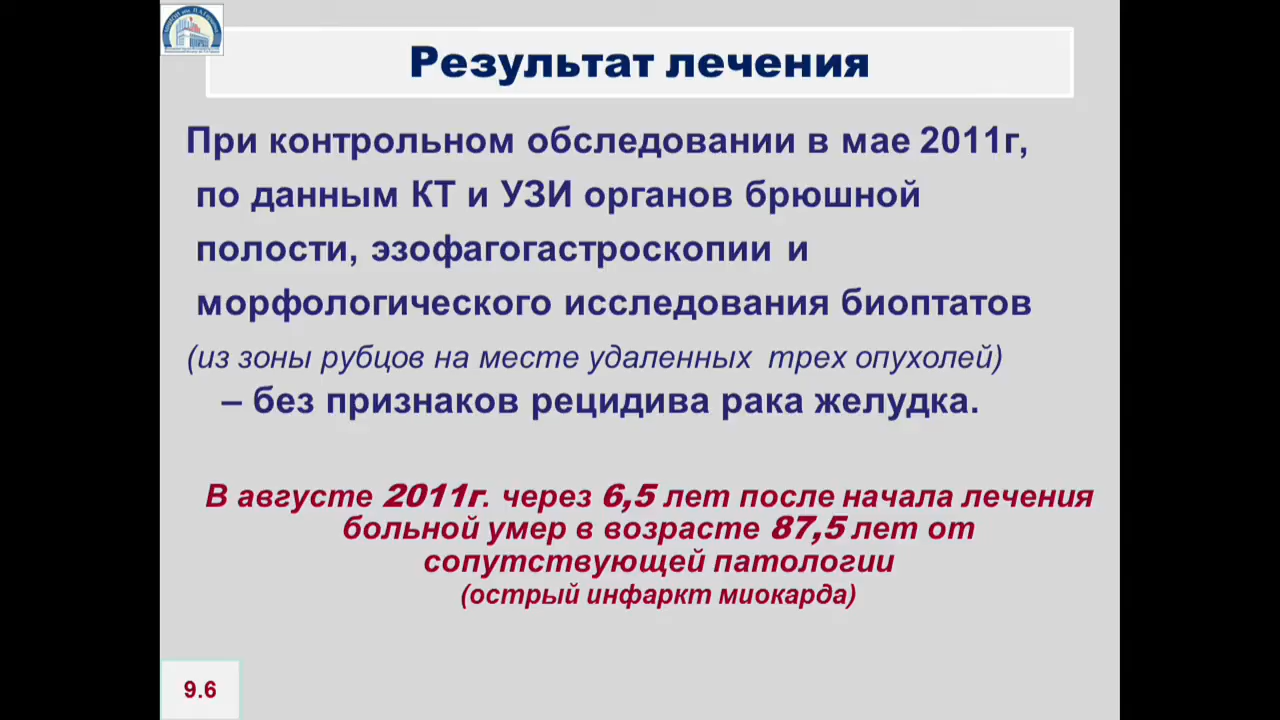 Результат лечения
При контрольном обследовании в мае 2011г,
по данным КТ и УЗИ органов брюшной
полости, эзофагогастроскопии и
морфологического исследования биоптатов
(из зоны рубцов на месте удаленных трех опухолей)
– без признаков рецидива рака желудка.
В августе 2011г. через 6,5 лет после начала лечения
больной умер в возрасте 87,5 лет от
сопутствующей патологии
(острый инфаркт миокарда)
9.6